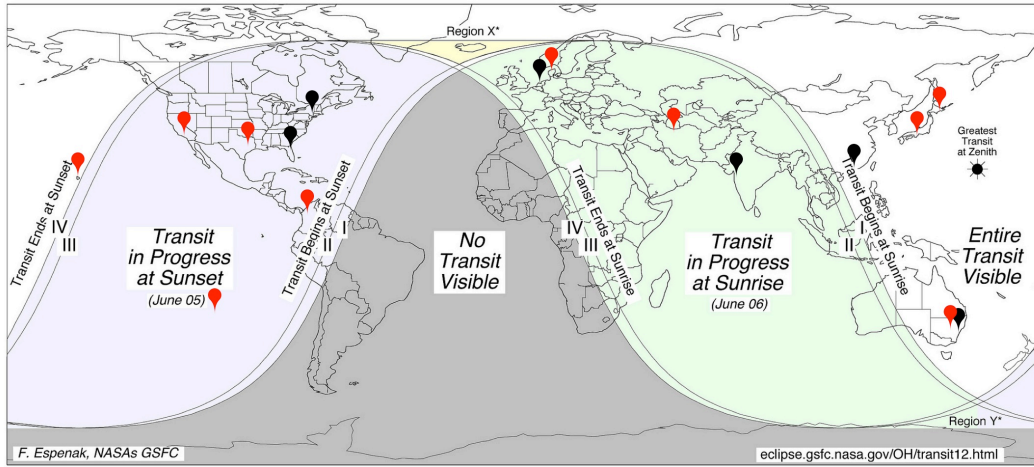 Region X*
Greatest
Transit
at Zenith
Transit Ends at Sunset
IV
III
Transit
in Progress
at Sunset
(June 05)
Transit Begins at Sunset
I
II
No
Transit
Visible
IV
III
Transit Ends at Sunrise
Transit
in Progress
at Sunrise
(June 06)
I
II
Transit Begins at Sunrise
Entire
Transit
Visible
Region Y*
F. Espenak, NASAs GSFC
eclipse.gsfc.nasa.gov/OH/transit12.html